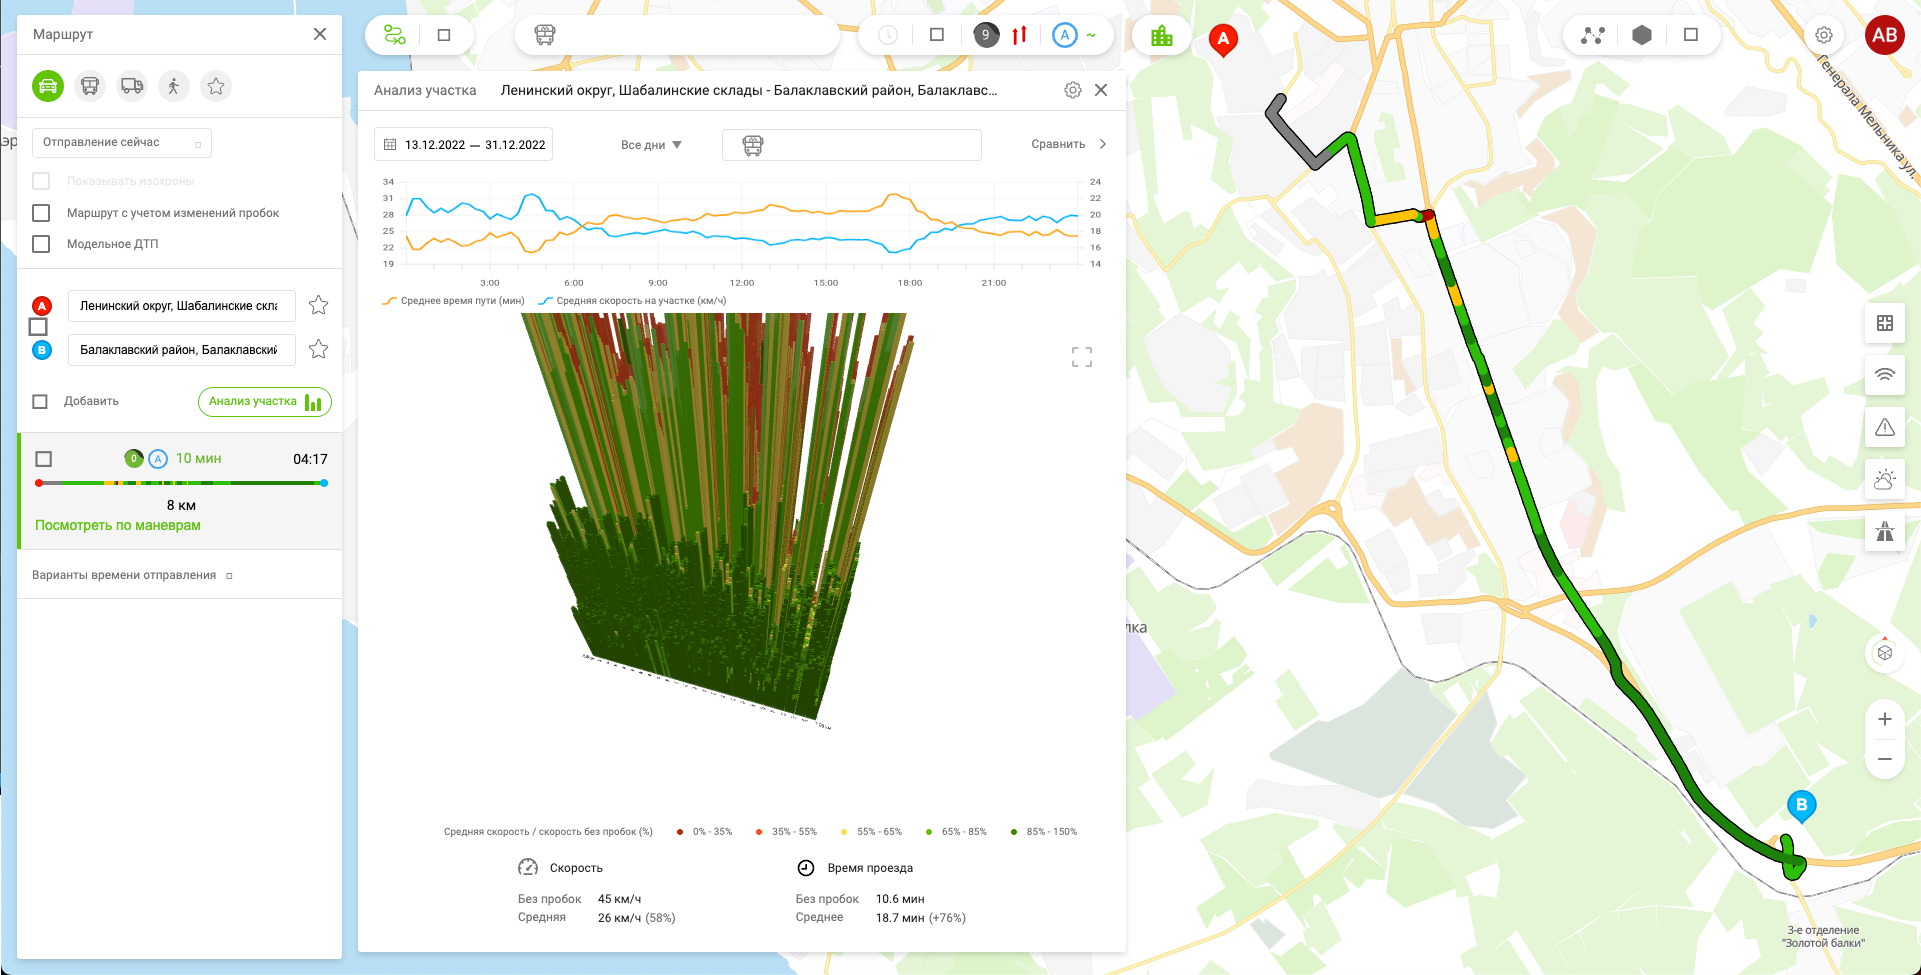 Маршрут
Отправление сейчас
Показывать изохроны
Маршрут с учетом изменений пробок
Модельное ДТП
A
Ленинский округ, Шабалинские скла
B
Балаклавский район, Балаклавский
Добавить
Анализ участка
0 A 10 мин 04:17
8 км
Посмотреть по маневрам
Варианты времени отправления
9 A ~
A
AB
Анализ участка Ленинский округ, Шабалинские склады - Балаклавский район, Балаклавс...
13.12.2022 — 31.12.2022
Все дни
Сравнить
34 24
31 22
28 20
25 18
22 16
19 14
3:00 6:00 9:00 12:00 15:00 18:00 21:00
Среднее время пути (мин) Средняя скорость на участке (км/ч)
Средняя скорость / скорость без пробок (%) 0% - 35% 35% - 55% 55% - 65% 65% - 85% 85% - 150%
Скорость
Без пробок 45 км/ч
Средняя 26 км/ч (58%)
Время проезда
Без пробок 10.6 мин
Среднее 18.7 мин (+76%)
Генерала Мельника ул.
лка
B
3-е отделение
"Золотой балки"